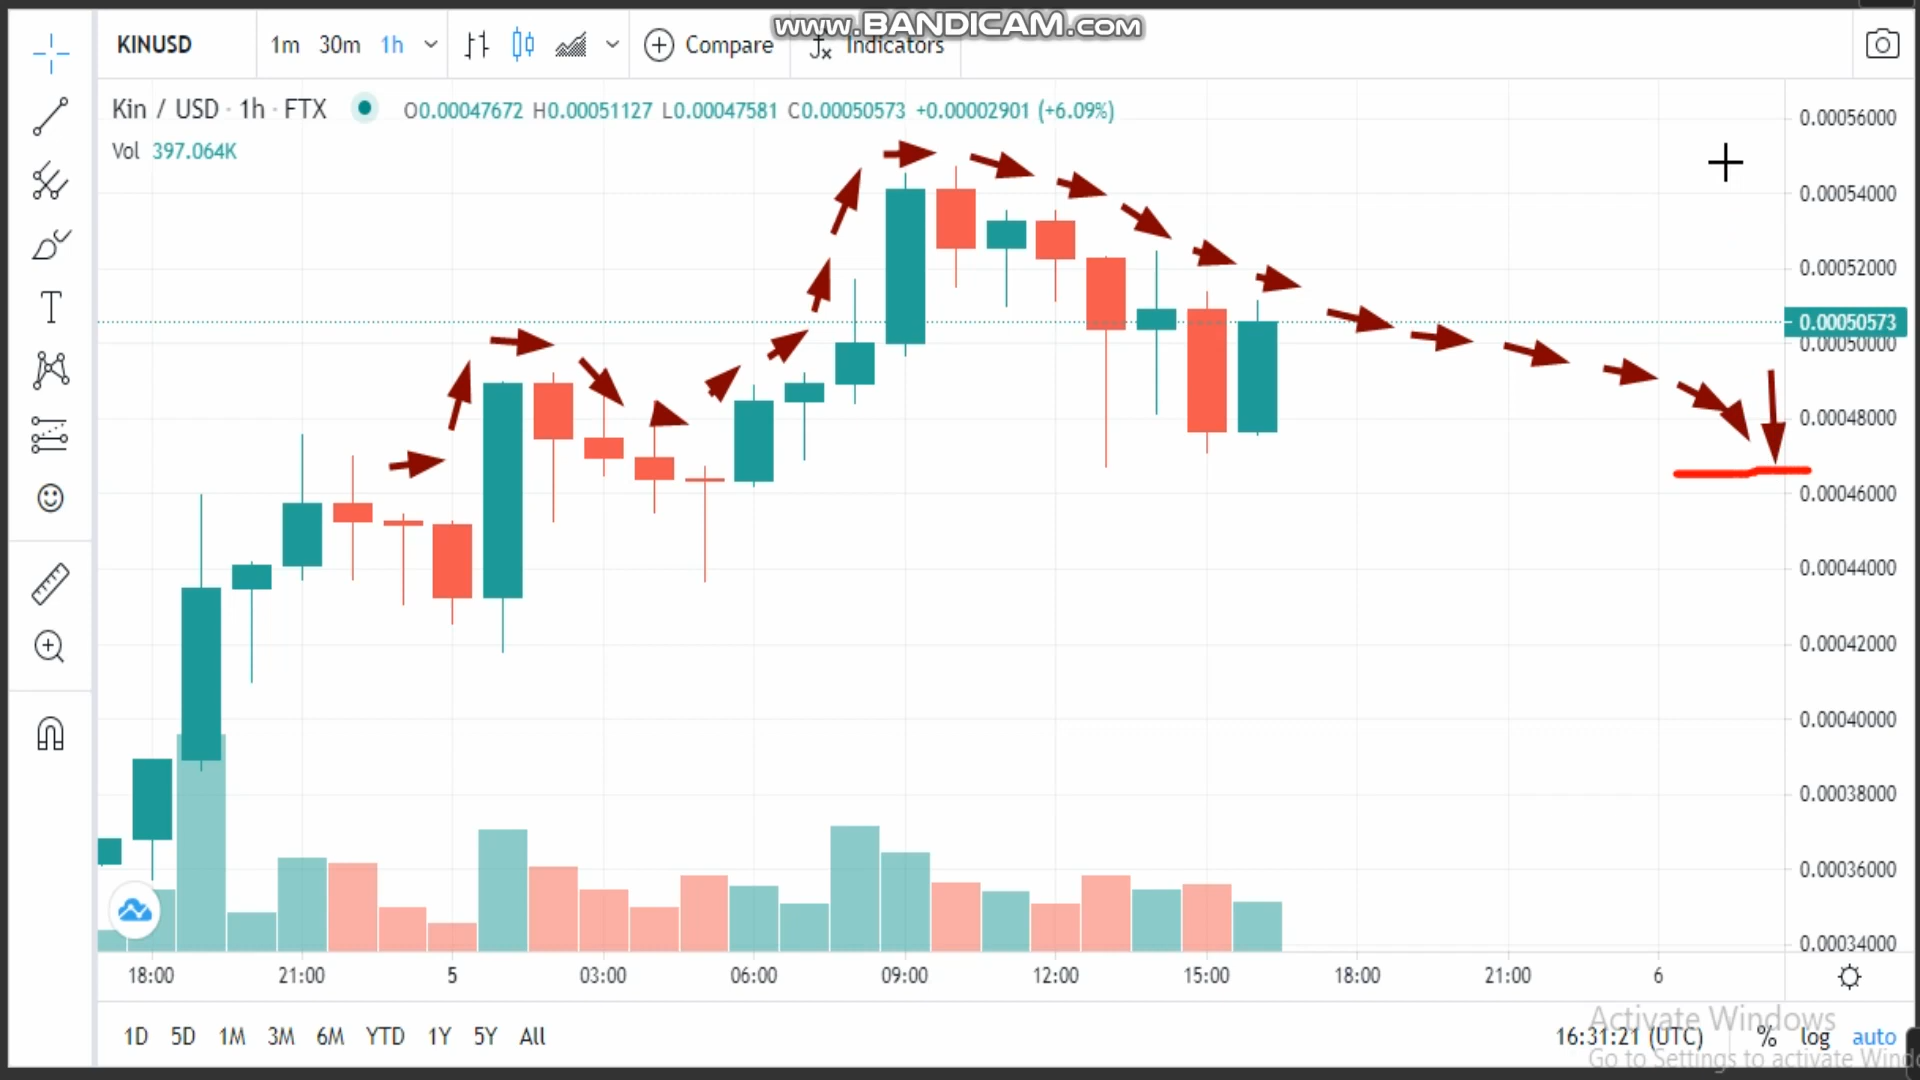 www.BANDICAM.com
KINUSD 1m 30m 1h Compare Indicators
Kin / USD · 1h · FTX O0.00047672 H0.00051127 L0.00047581 C0.00050573 +0.00002901 (+6.09%)
Vol 397.064K
0.00056000
0.00054000
0.00052000
0.00050573
0.00050000
0.00048000
0.00046000
0.00044000
0.00042000
0.00040000
0.00038000
0.00036000
0.00034000
18:00 21:00 5 03:00 06:00 09:00 12:00 15:00 18:00 21:00 6
Activate Windows
1D 5D 1M 3M 6M YTD 1Y 5Y All 16:31:21 (UTC) % log auto
Go to Settings to activate Wind